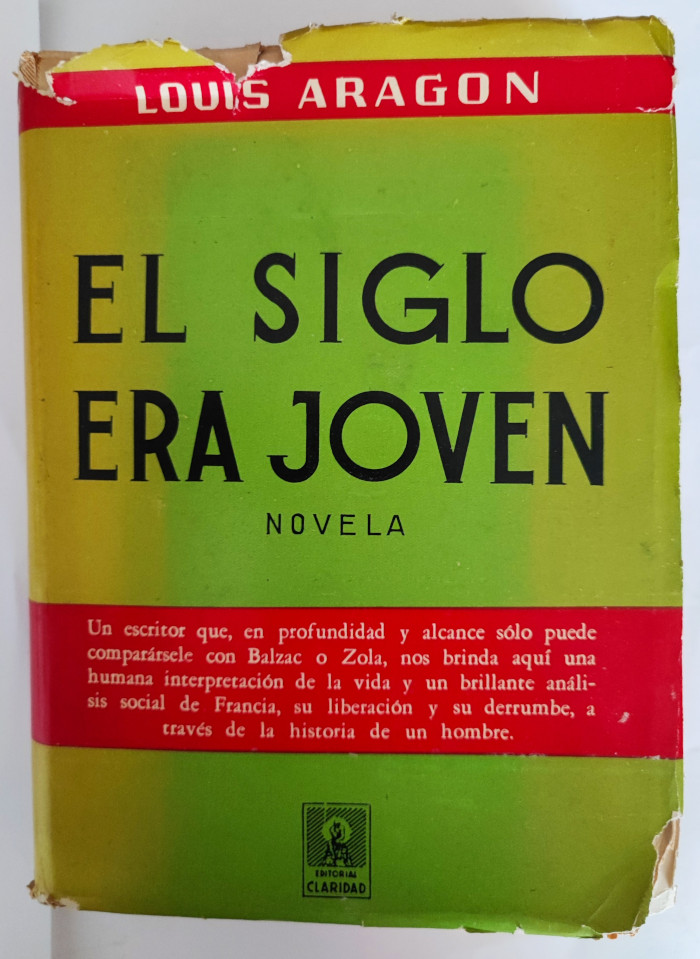 LOUIS ARAGON
EL SIGLO
ERA JOVEN
NOVELA
Un escritor que, en profundidad y alcance sólo puede
comparársele con Balzac o Zola, nos brinda aquí una
humana interpretación de la vida y un brillante análi-
sis social de Francia, su liberación y su derrumbe, a
través de la historia de un hombre.
EDITORIAL
CLARIDAD